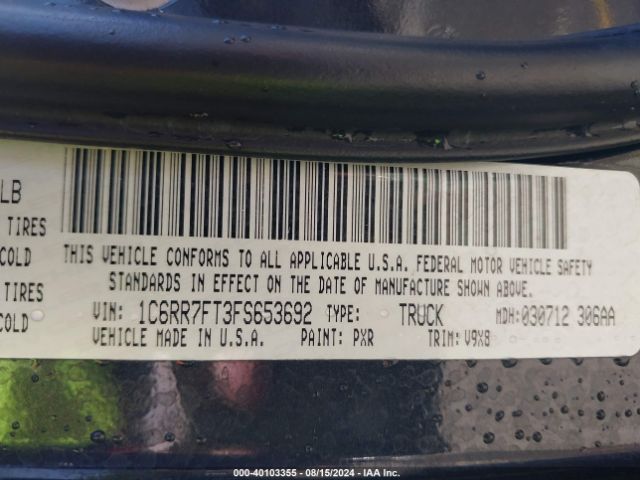 LB
TIRES
COLD
TIRES
COLD
THIS VEHICLE CONFORMS TO ALL APPLICABLE U.S.A. FEDERAL MOTOR VEHICLE SAFETY
STANDARDS IN EFFECT ON THE DATE OF MANUFACTURE SHOWN ABOVE.
VIN: 1C6RR7FT3FS653692 TYPE: TRUCK MDH: 030712 306AA
VEHICLE MADE IN U.S.A. PAINT: PXR TRIM: V9X8
000-40103355 - 08/15/2024 - IAA Inc.